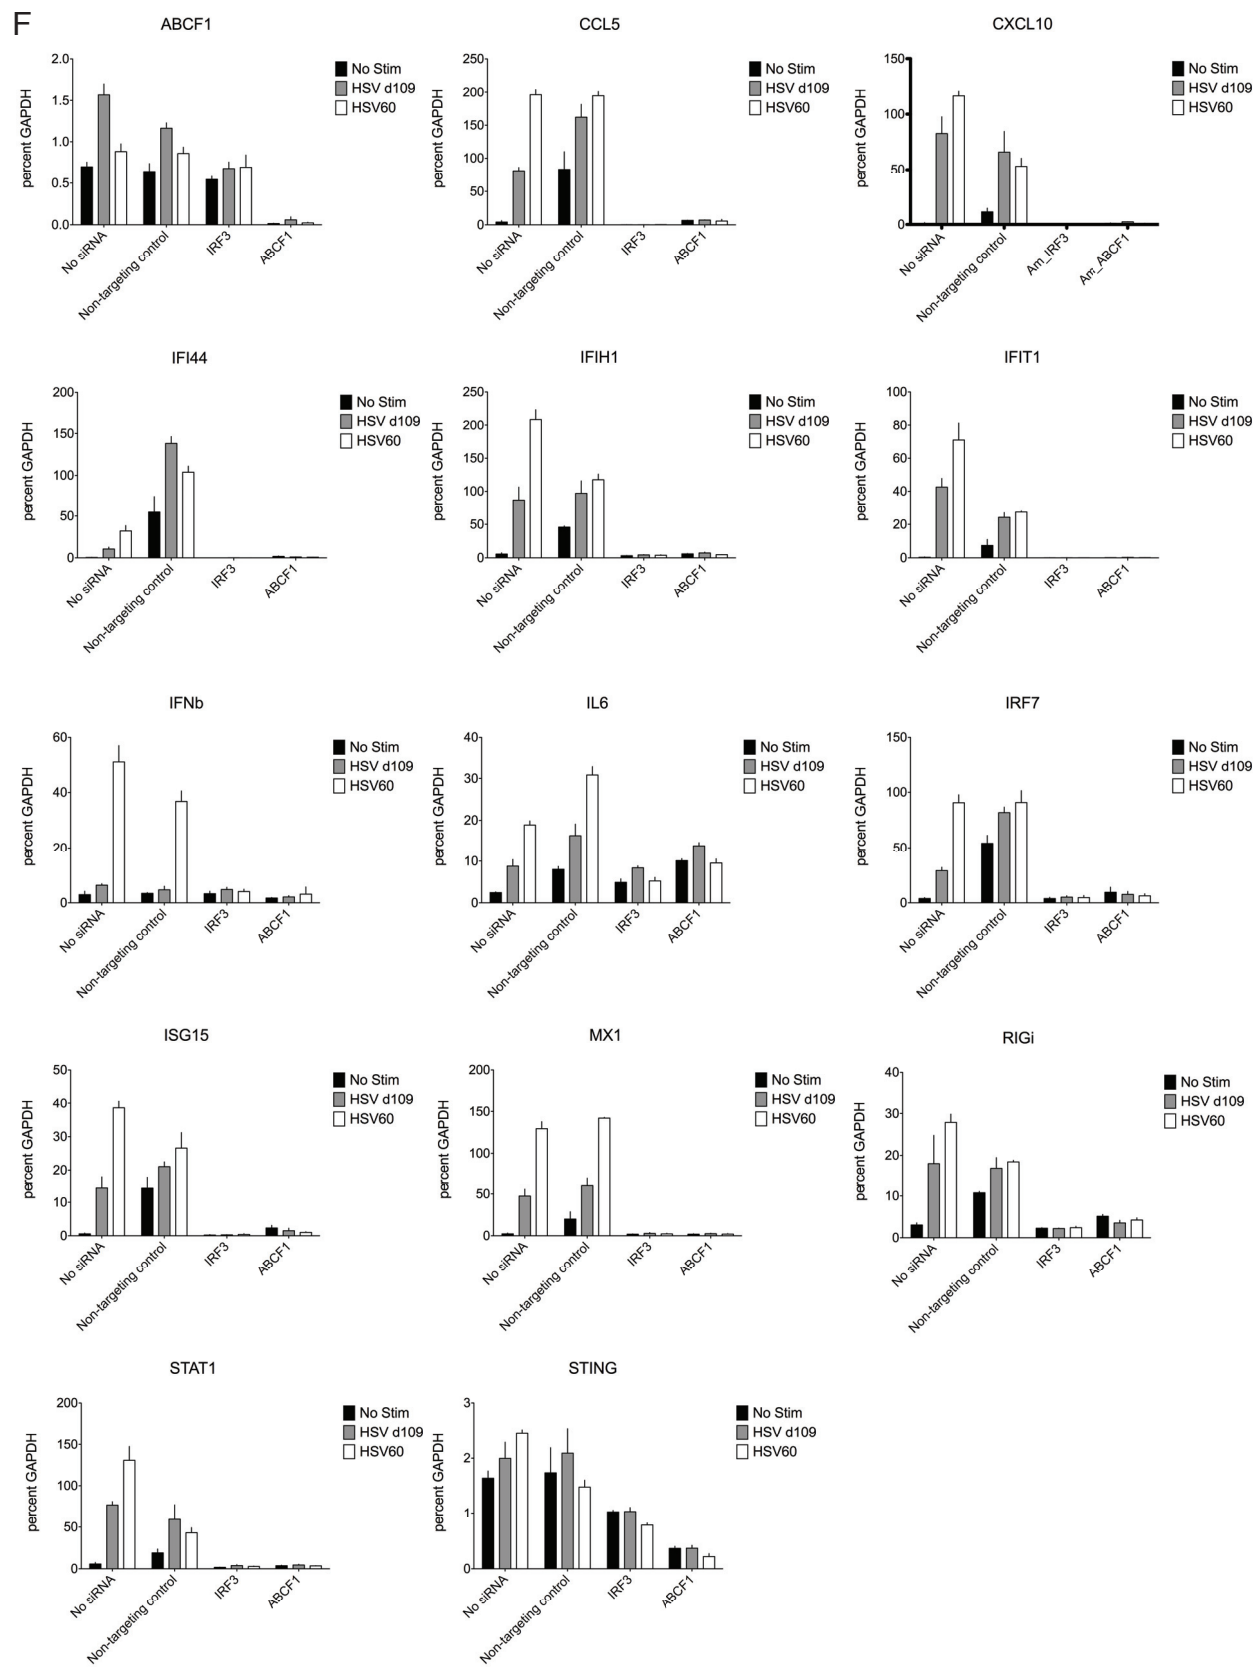 F
ABCF1
percent GAPDH
2.0
1.5
1.0
0.5
0.0
No siRNA
Non-targeting control
IRF3
ABCF1
No Stim
HSV d109
HSV60
CCL5
percent GAPDH
250
200
150
100
50
0
No siRNA
Non-targeting control
IRF3
ABCF1
No Stim
HSV d109
HSV60
CXCL10
percent GAPDH
150
100
50
0
No siRNA
Non-targeting control
Am_IRF3
Am_ABCF1
No Stim
HSV d109
HSV60
IFI44
percent GAPDH
200
150
100
50
0
No siRNA
Non-targeting control
IRF3
ABCF1
No Stim
HSV d109
HSV60
IFIH1
percent GAPDH
250
200
150
100
50
0
No siRNA
Non-targeting control
IRF3
ABCF1
No Stim
HSV d109
HSV60
IFIT1
percent GAPDH
100
80
60
40
20
0
No siRNA
Non-targeting control
IRF3
ABCF1
No Stim
HSV d109
HSV60
IFNb
percent GAPDH
60
40
20
0
No siRNA
Non-targeting control
IRF3
ABCF1
No Stim
HSV d109
HSV60
IL6
percent GAPDH
40
30
20
10
0
No siRNA
Non-targeting control
IRF3
ABCF1
No Stim
HSV d109
HSV60
IRF7
percent GAPDH
150
100
50
0
No siRNA
Non-targeting control
IRF3
ABCF1
No Stim
HSV d109
HSV60
ISG15
percent GAPDH
50
40
30
20
10
0
No siRNA
Non-targeting control
IRF3
ABCF1
No Stim
HSV d109
HSV60
MX1
percent GAPDH
200
150
100
50
0
No siRNA
Non-targeting control
IRF3
ABCF1
No Stim
HSV d109
HSV60
RIGi
percent GAPDH
40
30
20
10
0
No siRNA
Non-targeting control
IRF3
ABCF1
No Stim
HSV d109
HSV60
STAT1
percent GAPDH
200
150
100
50
0
No siRNA
Non-targeting control
IRF3
ABCF1
No Stim
HSV d109
HSV60
STING
percent GAPDH
3
2
1
0
No siRNA
Non-targeting control
IRF3
ABCF1
No Stim
HSV d109
HSV60